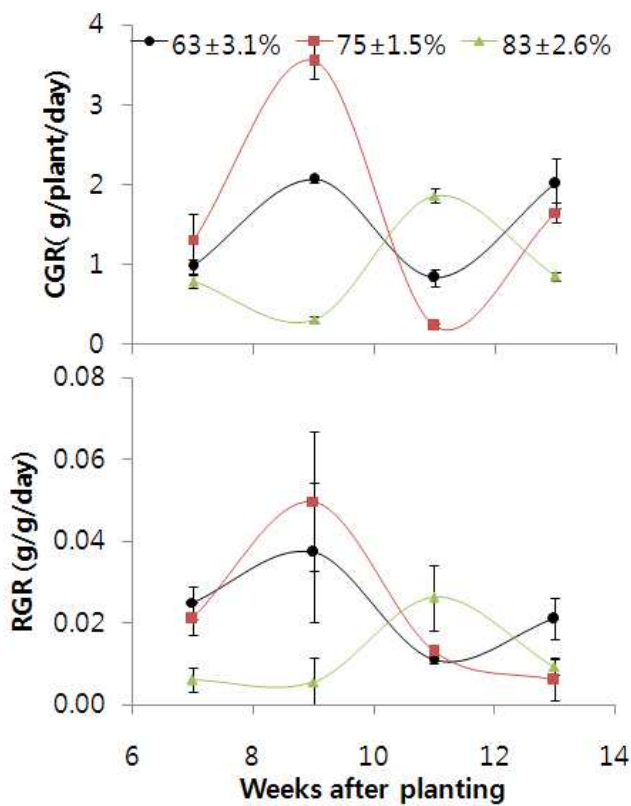 63±3.1% 75±1.5% 83±2.6%
4
3
2
1
0
CGR( g/plant/day)
0.08
0.06
0.04
0.02
0.00
RGR (g/g/day)
6 8 10 12 14
Weeks after planting